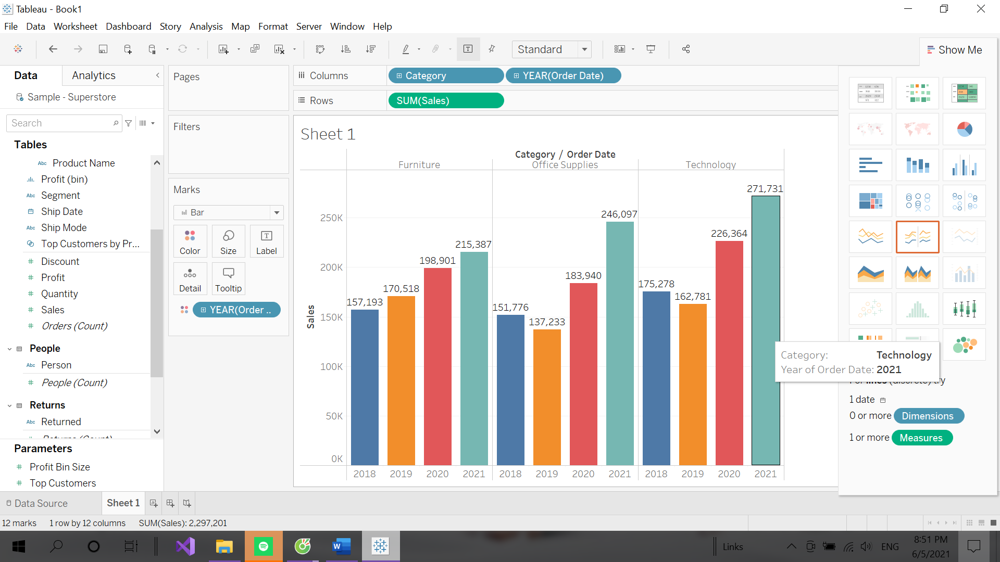 Tableau - Book1
File Data Worksheet Dashboard Story Analysis Map Format Server Window Help
Standard
Show Me
Data Analytics
Sample - Superstore
Search
Tables
Abc Product Name
Profit (bin)
Abc Segment
Ship Date
Abc Ship Mode
Top Customers by Pr...
# Discount
# Profit
# Quantity
# Sales
# Orders (Count)
People
Abc Person
# People (Count)
Returns
Abc Returned
Parameters
# Profit Bin Size
# Top Customers
Pages
Filters
Marks
Bar
Color Size Label
Detail Tooltip
YEAR(Order ..
Columns Category YEAR(Order Date)
Rows SUM(Sales)
Sheet 1
Category / Order Date
Furniture Office Supplies Technology
Sales
250K
200K
150K
100K
50K
0K
157,193 170,518 198,901 215,387
151,776 137,233 183,940 246,097
175,278 162,781 226,364 271,731
2018 2019 2020 2021 2018 2019 2020 2021 2018 2019 2020 2021
Category: Technology
Year of Order Date: 2021
lines (discrete) try
1 date
0 or more Dimensions
1 or more Measures
Data Source Sheet 1
12 marks 1 row by 12 columns SUM(Sales): 2,297,201
Links
ENG
8:51 PM
6/5/2021